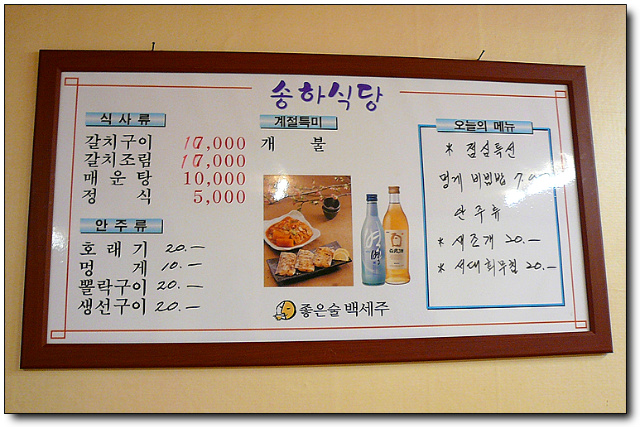 송하식당
식사류
갈치구이 17,000
갈치조림 17,000
매운탕 10,000
정식 5,000
안주류
호래기 20.-
멍게 10.-
뽈락구이 20.-
생선구이 20.-
계절특미
개불
좋은술 백세주
오늘의 메뉴
* 점심특선
멍게 비빔밥
안주류
* 새조개 20.-
* 서대회무침 20.-